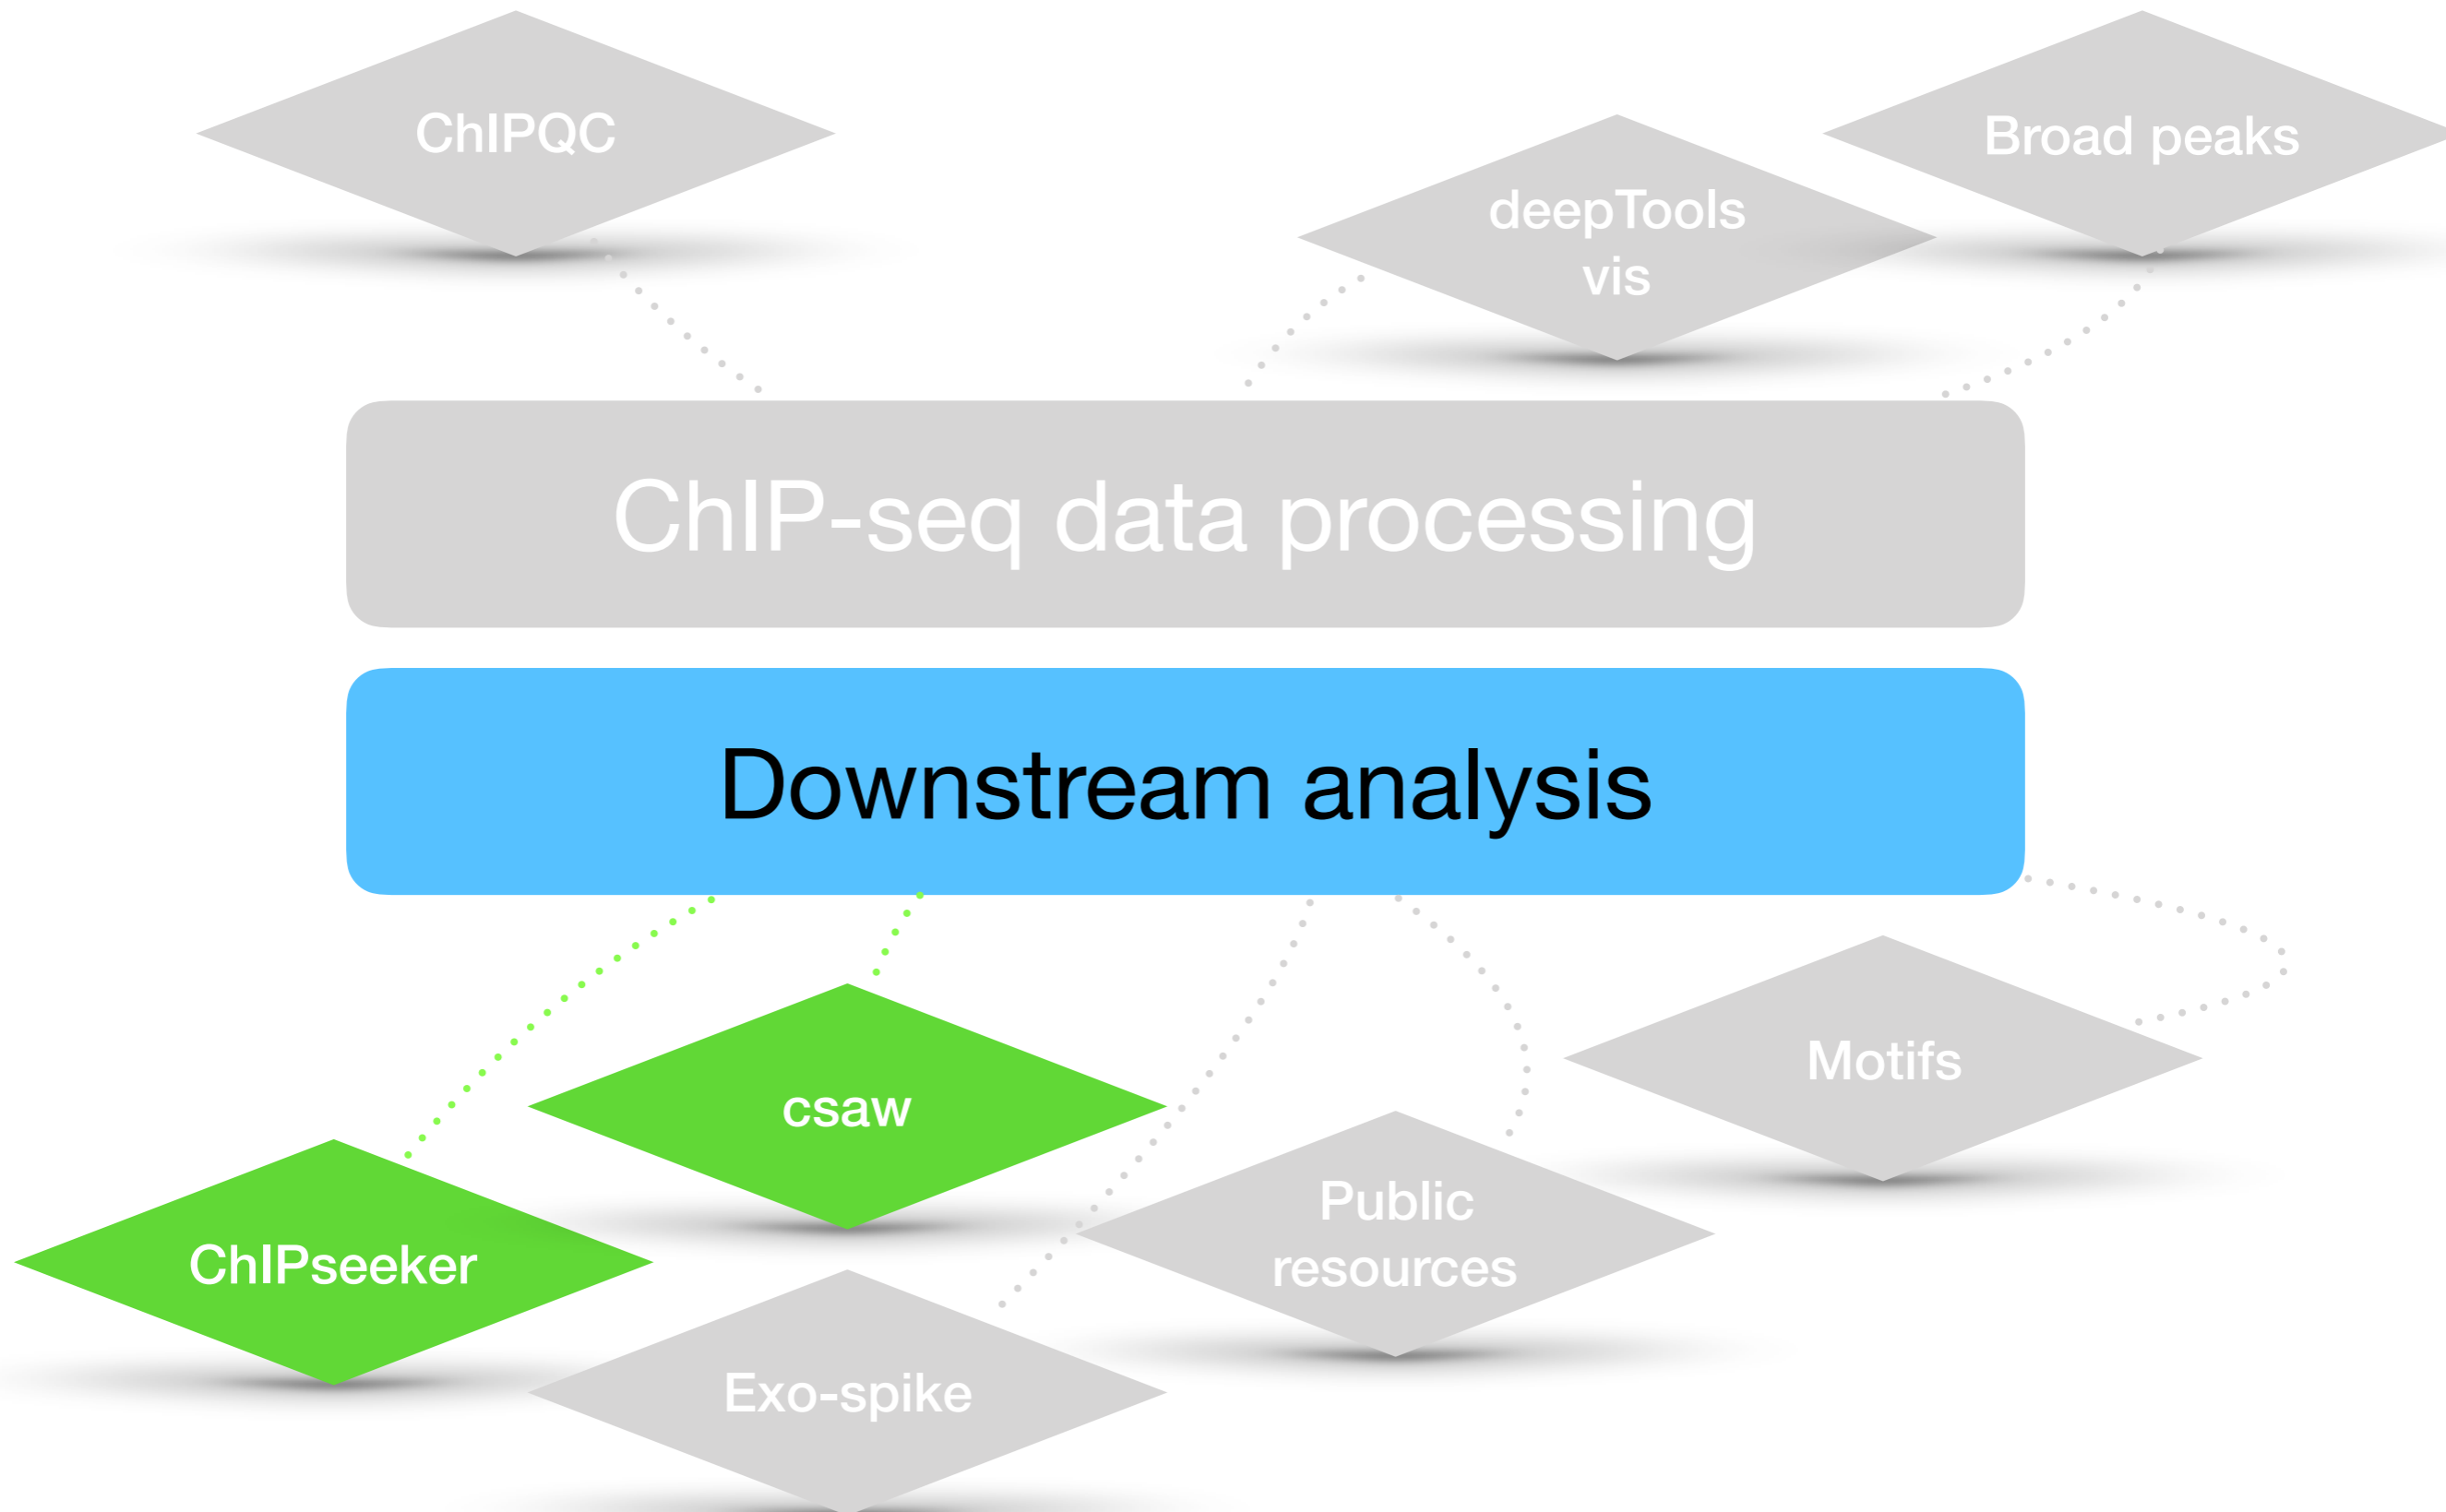 ChIPQC
Broad peaks
deepTools
vis
ChIP-seq data processing
Downstream analysis
Motifs
csaw
Public
resources
ChIPseeker
Exo-spike